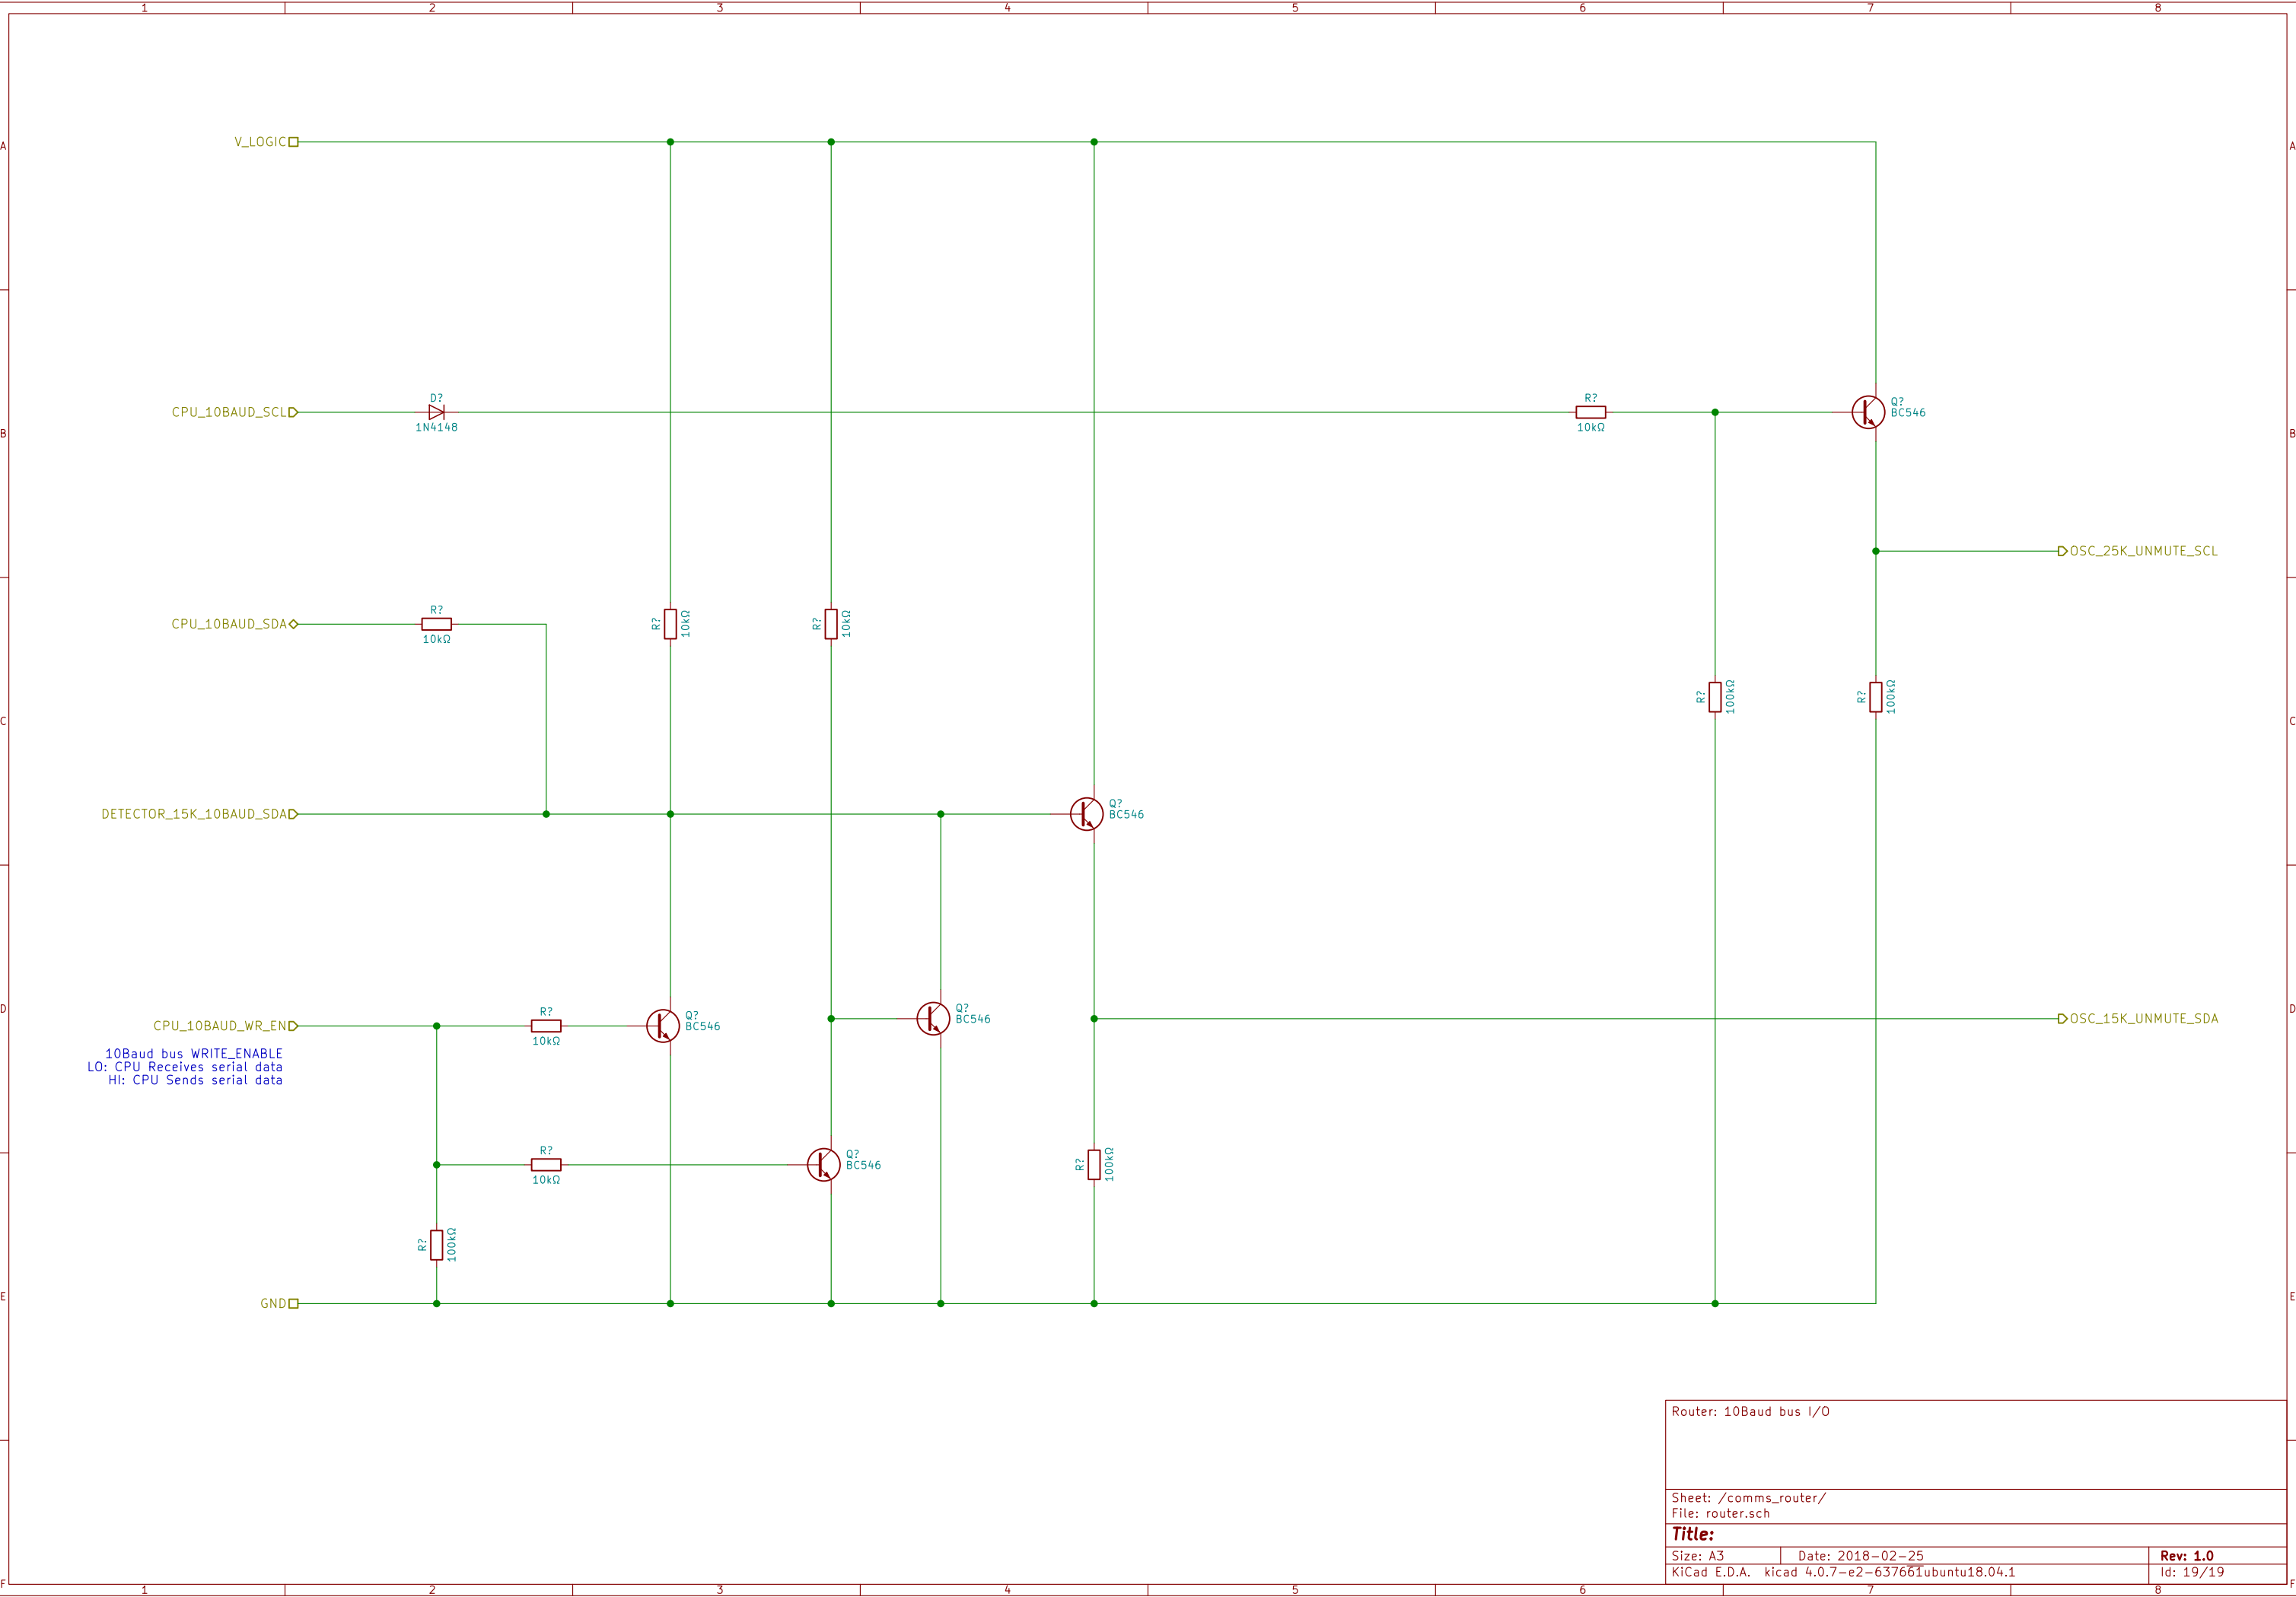 1 2 3 4 5 6 7 8
A A
V_LOGIC
D?
1N4148
CPU_10BAUD_SCL
R?
10kΩ
Q?
BC546
B B
OSC_25K_UNMUTE_SCL
CPU_10BAUD_SDA
R?
10kΩ
R?
10kΩ
R?
10kΩ
R?
100kΩ
R?
100kΩ
C C
DETECTOR_15K_10BAUD_SDA
Q?
BC546
D D
CPU_10BAUD_WR_EN
R?
10kΩ
Q?
BC546
Q?
BC546
OSC_15K_UNMUTE_SDA
10Baud bus WRITE_ENABLE
LO: CPU Receives serial data
HI: CPU Sends serial data
R?
10kΩ
Q?
BC546
R?
100kΩ
R?
100kΩ
E E
GND
Router: 10Baud bus I/O
Sheet: /comms_router/
File: router.sch
Title:
Size: A3 Date: 2018-02-25 Rev: 1.0
KiCad E.D.A. kicad 4.0.7-e2-637661ubuntu18.04.1 Id: 19/19
F F
1 2 3 4 5 6 7 8